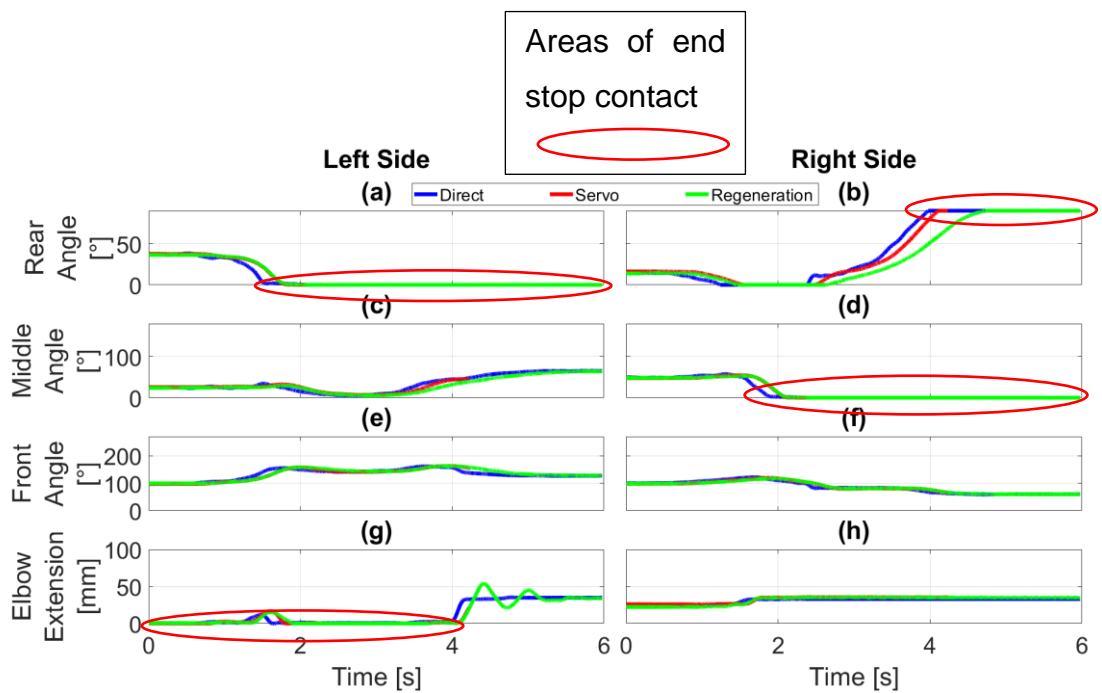 Areas of end
stop contact
Left Side
Right Side
(a)
(b)
Direct
Servo
Regeneration
Rear
Angle
[°]
50
0
(c)
(d)
Middle
Angle
[°]
100
0
(e)
(f)
Front
Angle
[°]
200
100
0
(g)
(h)
Elbow
Extension
[mm]
100
50
0
0
2
4
6
0
2
4
6
Time [s]
Time [s]